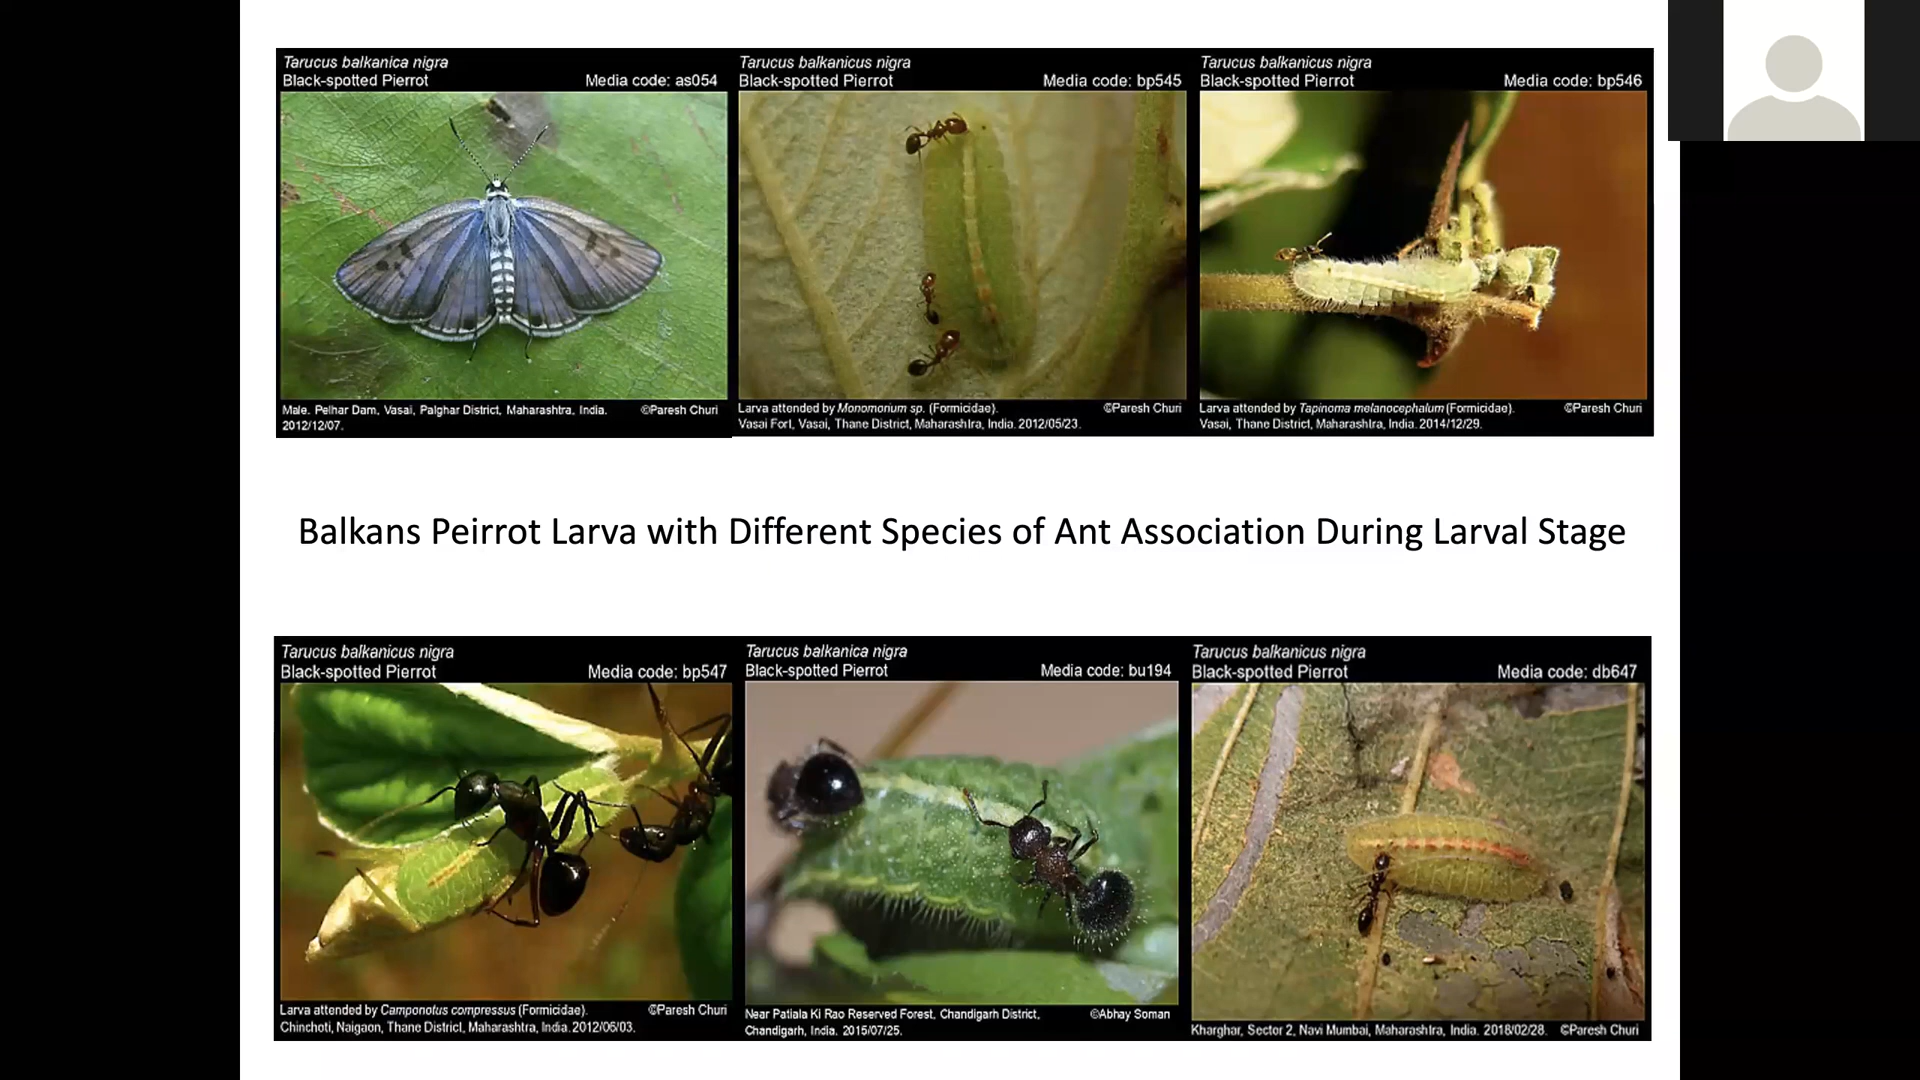 Tarucus balkanica nigra
Black-spotted Pierrot Media code: as054
Male. Pelhar Dam, Vasai, Palghar District, Maharashtra, India. ©Paresh Churi
2012/12/07.
Tarucus balkanicus nigra
Black-spotted Pierrot Media code: bp545
Larva attended by Monomorium sp. (Formicidae). ©Paresh Churi
Vasai Fort, Vasai, Thane District, Maharashtra, India. 2012/05/23.
Tarucus balkanicus nigra
Black-spotted Pierrot Media code: bp546
Larva attended by Tapinoma melanocephalum (Formicidae). ©Paresh Churi
Vasai, Thane District, Maharashtra, India. 2014/12/29.
Balkans Peirrot Larva with Different Species of Ant Association During Larval Stage
Tarucus balkanicus nigra
Black-spotted Pierrot Media code: bp547
Larva attended by Camponotus compressus (Formicidae). ©Paresh Churi
Chinchoti, Naigaon, Thane District, Maharashtra, India. 2012/06/03.
Tarucus balkanica nigra
Black-spotted Pierrot Media code: bu194
Near Patiala Ki Rao Reserved Forest, Chandigarh District, ©Abhay Soman
Chandigarh, India. 2015/07/25.
Tarucus balkanicus nigra
Black-spotted Pierrot Media code: db647
Kharghar, Sector 2, Navi Mumbai, Maharashtra, India. 2018/02/28. ©Paresh Churi